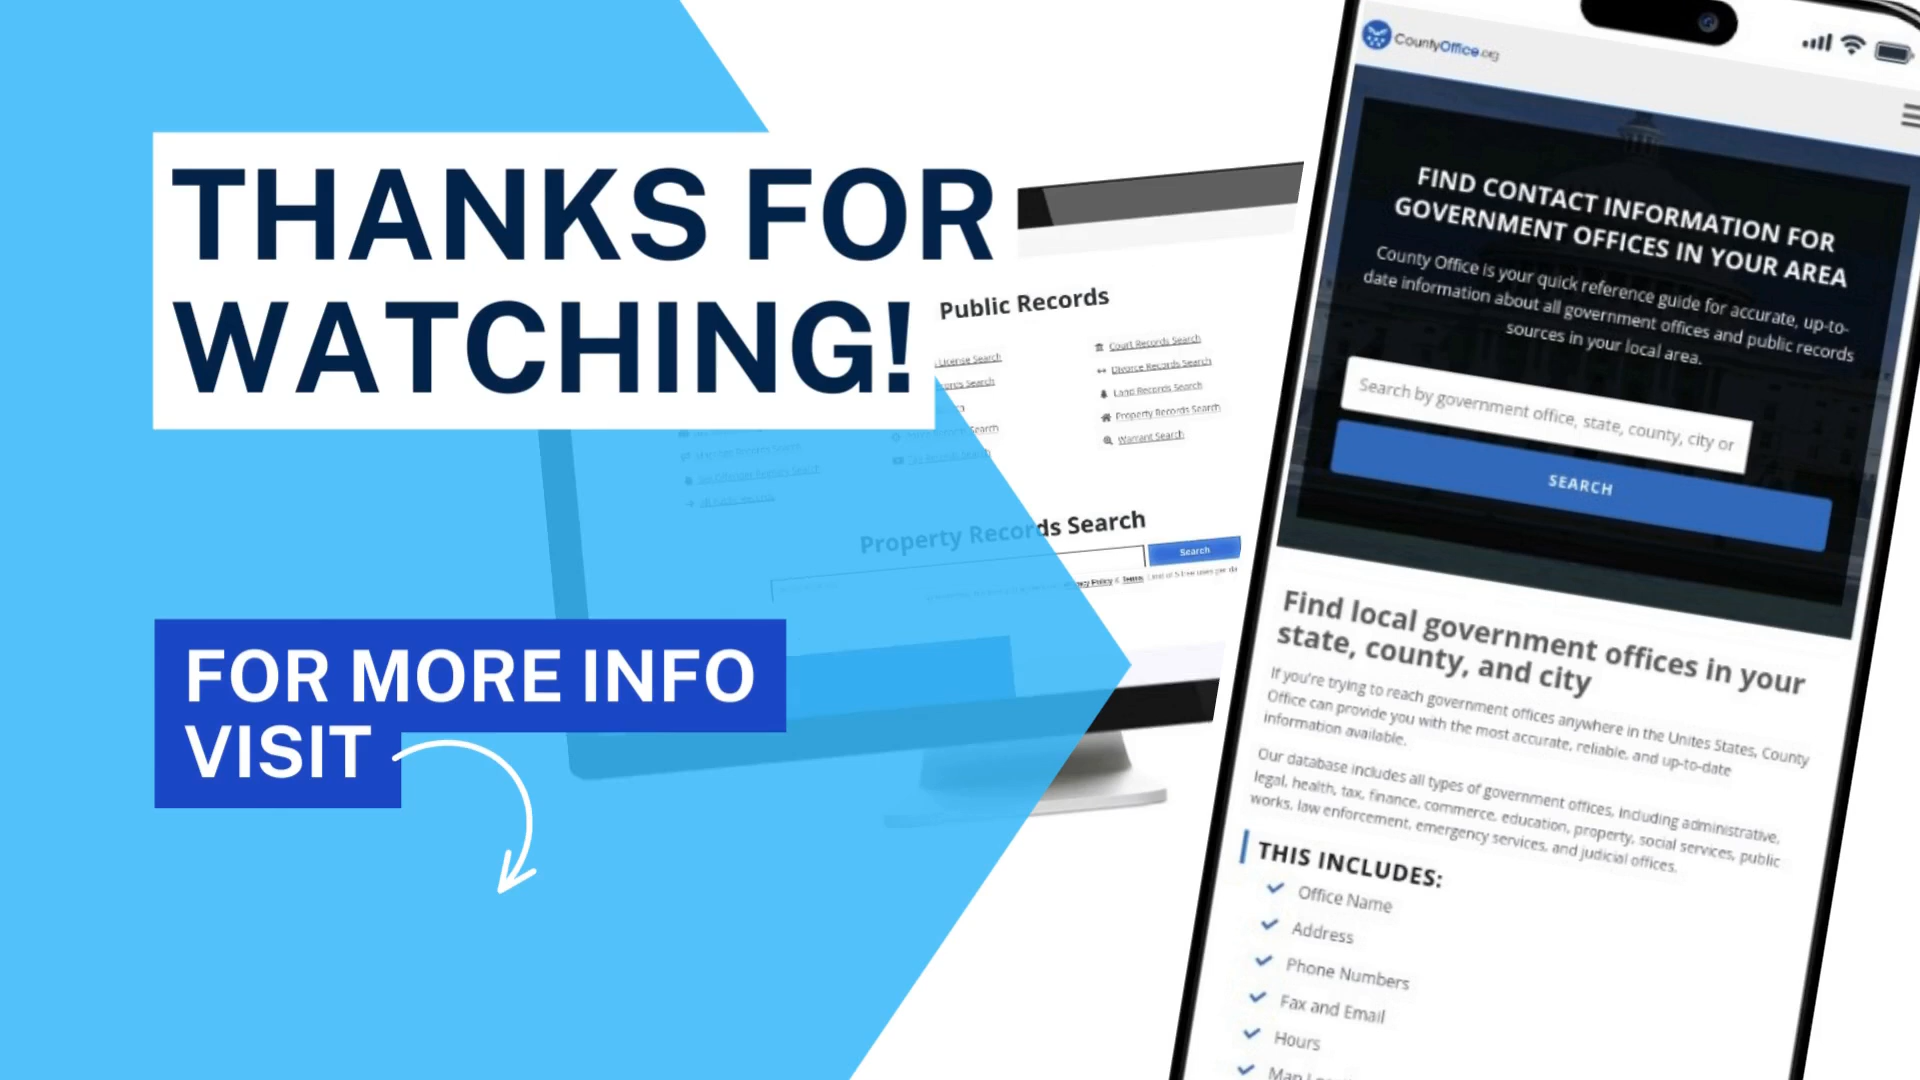 THANKS FOR
WATCHING!
FOR MORE INFO
VISIT
Public Records
License Search
Search
Search
Court Records Search
Divorce Records Search
Land Records Search
Property Records Search
Warrant Search
Property Records Search
Search
Policy & Terms
CountyOffice.org
FIND CONTACT INFORMATION FOR
GOVERNMENT OFFICES IN YOUR AREA
County Office is your quick reference guide for accurate, up-to-
date information about all government offices and public records
sources in your local area.
Search by government office, state, county, city or
SEARCH
Find local government offices in your
state, county, and city
If you're trying to reach government offices anywhere in the Unites States, County
Office can provide you with the most accurate, reliable, and up-to-date
information available.
Our database includes all types of government offices, including administrative,
legal, health, tax, finance, commerce, education, property, social services, public
works, law enforcement, emergency services, and judicial offices.
THIS INCLUDES:
Office Name
Address
Phone Numbers
Fax and Email
Hours